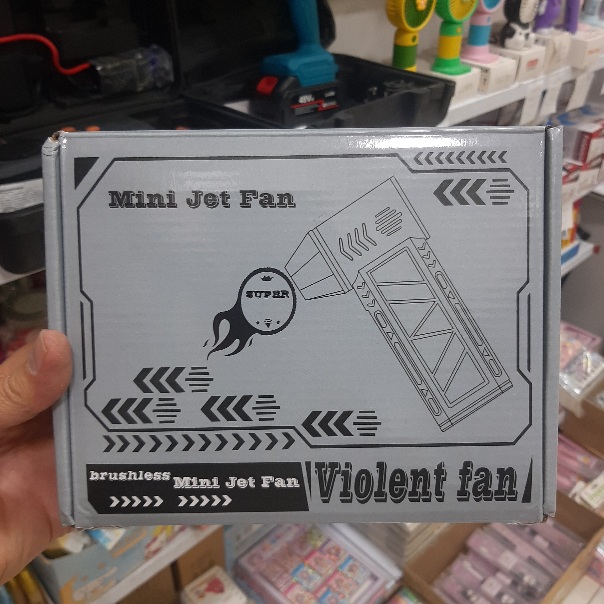 Mini Jet Fan
SUPER
brushless
Mini Jet Fan
Violent fan